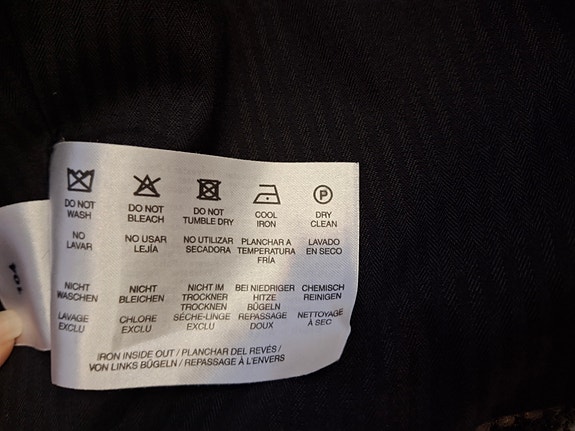 DO NOT WASH
DO NOT BLEACH
DO NOT TUMBLE DRY
COOL IRON
P
DRY CLEAN
NO LAVAR
NO USAR LEJÍA
NO UTILIZAR SECADORA
PLANCHAR A TEMPERATURA FRÍA
LAVADO EN SECO
NICHT WASCHEN
NICHT BLEICHEN
NICHT IM TROCKNER TROCKNEN
BEI NIEDRIGER HITZE BÜGELN
CHEMISCH REINIGEN
LAVAGE EXCLU
CHLORE EXCLU
SÉCHE-LINGE EXCLU
REPASSAGE DOUX
NETTOYAGE À SEC
IRON INSIDE OUT / PLANCHAR DEL REVÉS /
VON LINKS BÜGELN / REPASSAGE À L'ENVERS